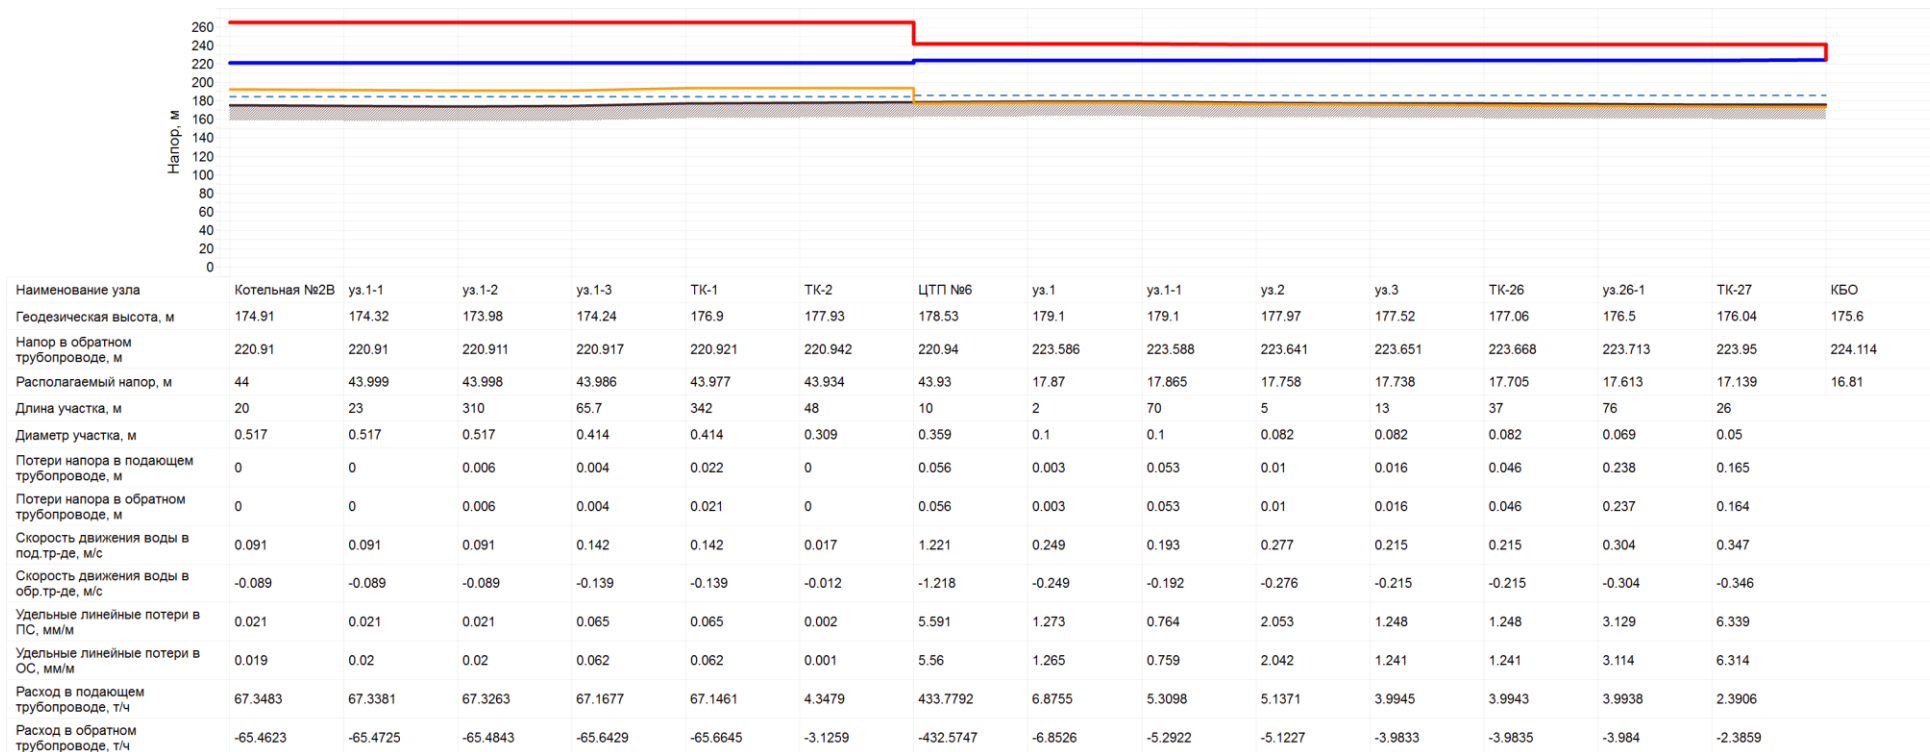 260
240
220
200
180
160
140
120
100
80
60
40
20
0
Напор, м
Наименование узла Котельная №2В уз.1-1 уз.1-2 уз.1-3 ТК-1 ТК-2 ЦТП №6 уз.1 уз.1-1 уз.2 уз.3 ТК-26 уз.26-1 ТК-27 КБО
Геодезическая высота, м 174.91 174.32 173.98 174.24 176.9 177.93 178.53 179.1 179.1 177.97 177.52 177.06 176.5 176.04 175.6
Напор в обратном
трубопроводе, м 220.91 220.91 220.911 220.917 220.921 220.942 220.94 223.586 223.588 223.641 223.651 223.668 223.713 223.95 224.114
Располагаемый напор, м 44 43.999 43.998 43.986 43.977 43.934 43.93 17.87 17.865 17.758 17.738 17.705 17.613 17.139 16.81
Длина участка, м 20 23 310 65.7 342 48 10 2 70 5 13 37 76 26
Диаметр участка, м 0.517 0.517 0.517 0.414 0.414 0.309 0.359 0.1 0.1 0.082 0.082 0.082 0.069 0.05
Потери напора в подающем
трубопроводе, м 0 0 0.006 0.004 0.022 0 0.056 0.003 0.053 0.01 0.016 0.046 0.238 0.165
Потери напора в обратном
трубопроводе, м 0 0 0.006 0.004 0.021 0 0.056 0.003 0.053 0.01 0.016 0.046 0.237 0.164
Скорость движения воды в
под.тр-де, м/с 0.091 0.091 0.091 0.142 0.142 0.017 1.221 0.249 0.193 0.277 0.215 0.215 0.304 0.347
Скорость движения воды в
обр.тр-де, м/с -0.089 -0.089 -0.089 -0.139 -0.139 -0.012 -1.218 -0.249 -0.192 -0.276 -0.215 -0.215 -0.304 -0.346
Удельные линейные потери в
ПС, мм/м 0.021 0.021 0.021 0.065 0.065 0.002 5.591 1.273 0.764 2.053 1.248 1.248 3.129 6.339
Удельные линейные потери в
ОС, мм/м 0.019 0.02 0.02 0.062 0.062 0.001 5.56 1.265 0.759 2.042 1.241 1.241 3.114 6.314
Расход в подающем
трубопроводе, т/ч 67.3483 67.3381 67.3263 67.1677 67.1461 4.3479 433.7792 6.8755 5.3098 5.1371 3.9945 3.9943 3.9938 2.3906
Расход в обратном
трубопроводе, т/ч -65.4623 -65.4725 -65.4843 -65.6429 -65.6645 -3.1259 -432.5747 -6.8526 -5.2922 -5.1227 -3.9833 -3.9835 -3.984 -2.3859